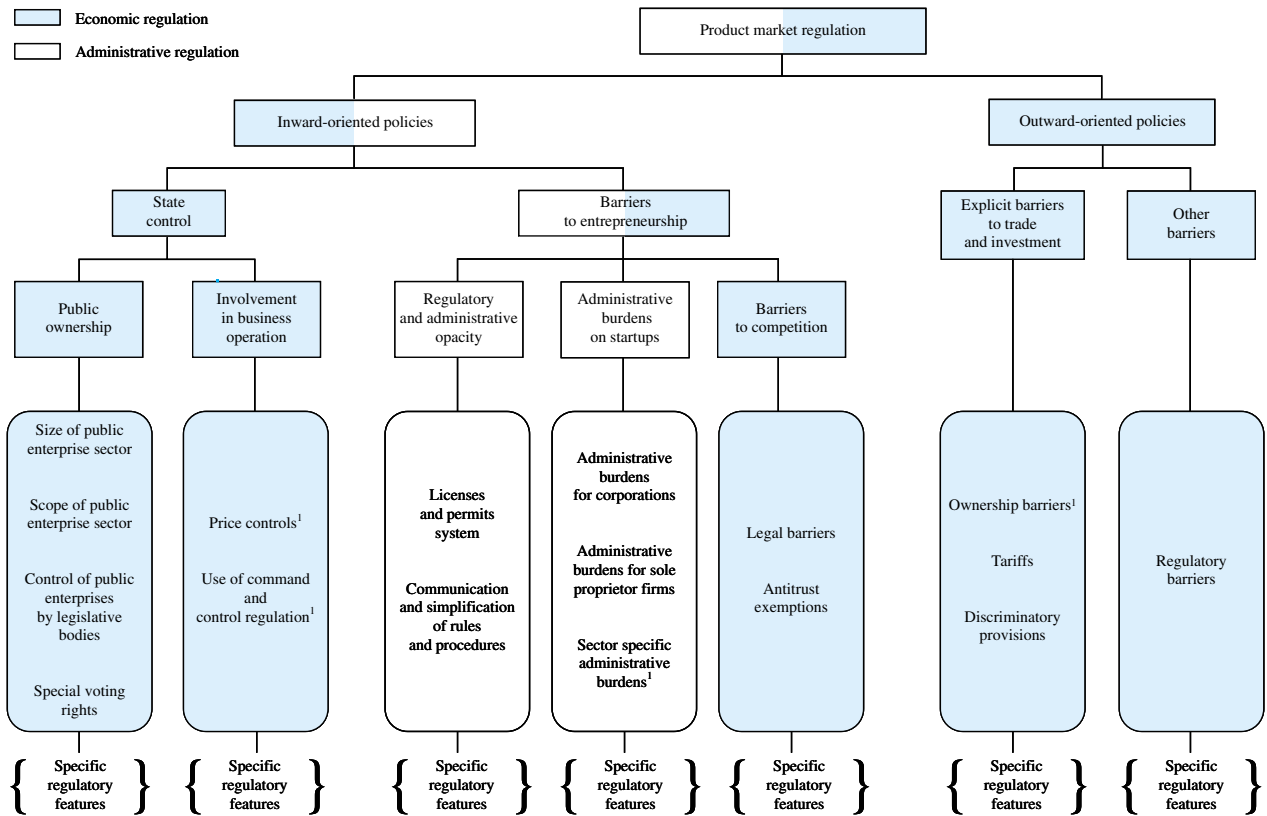 Economic regulation
Administrative regulation
Product market regulation
Inward-oriented policies
Outward-oriented policies
State
control
Barriers
to entrepreneurship
Explicit barriers
to trade
and investment
Other
barriers
Public
ownership
Involvement
in business
operation
Regulatory
and administrative
opacity
Administrative
burdens
on startups
Barriers
to competition
Size of public
enterprise sector
Scope of public
enterprise sector
Control of public
enterprises
by legislative
bodies
Special voting
rights
Price controls¹
Use of command
and
control regulation¹
Licenses
and permits
system
Communication
and simplification
of rules
and procedures
Administrative
burdens
for corporations
Administrative
burdens for sole
proprietor firms
Sector specific
administrative
burdens¹
Legal barriers
Antitrust
exemptions
Ownership barriers¹
Tariffs
Discriminatory
provisions
Regulatory
barriers
Specific
regulatory
features
Specific
regulatory
features
Specific
regulatory
features
Specific
regulatory
features
Specific
regulatory
features
Specific
regulatory
features
Specific
regulatory
features